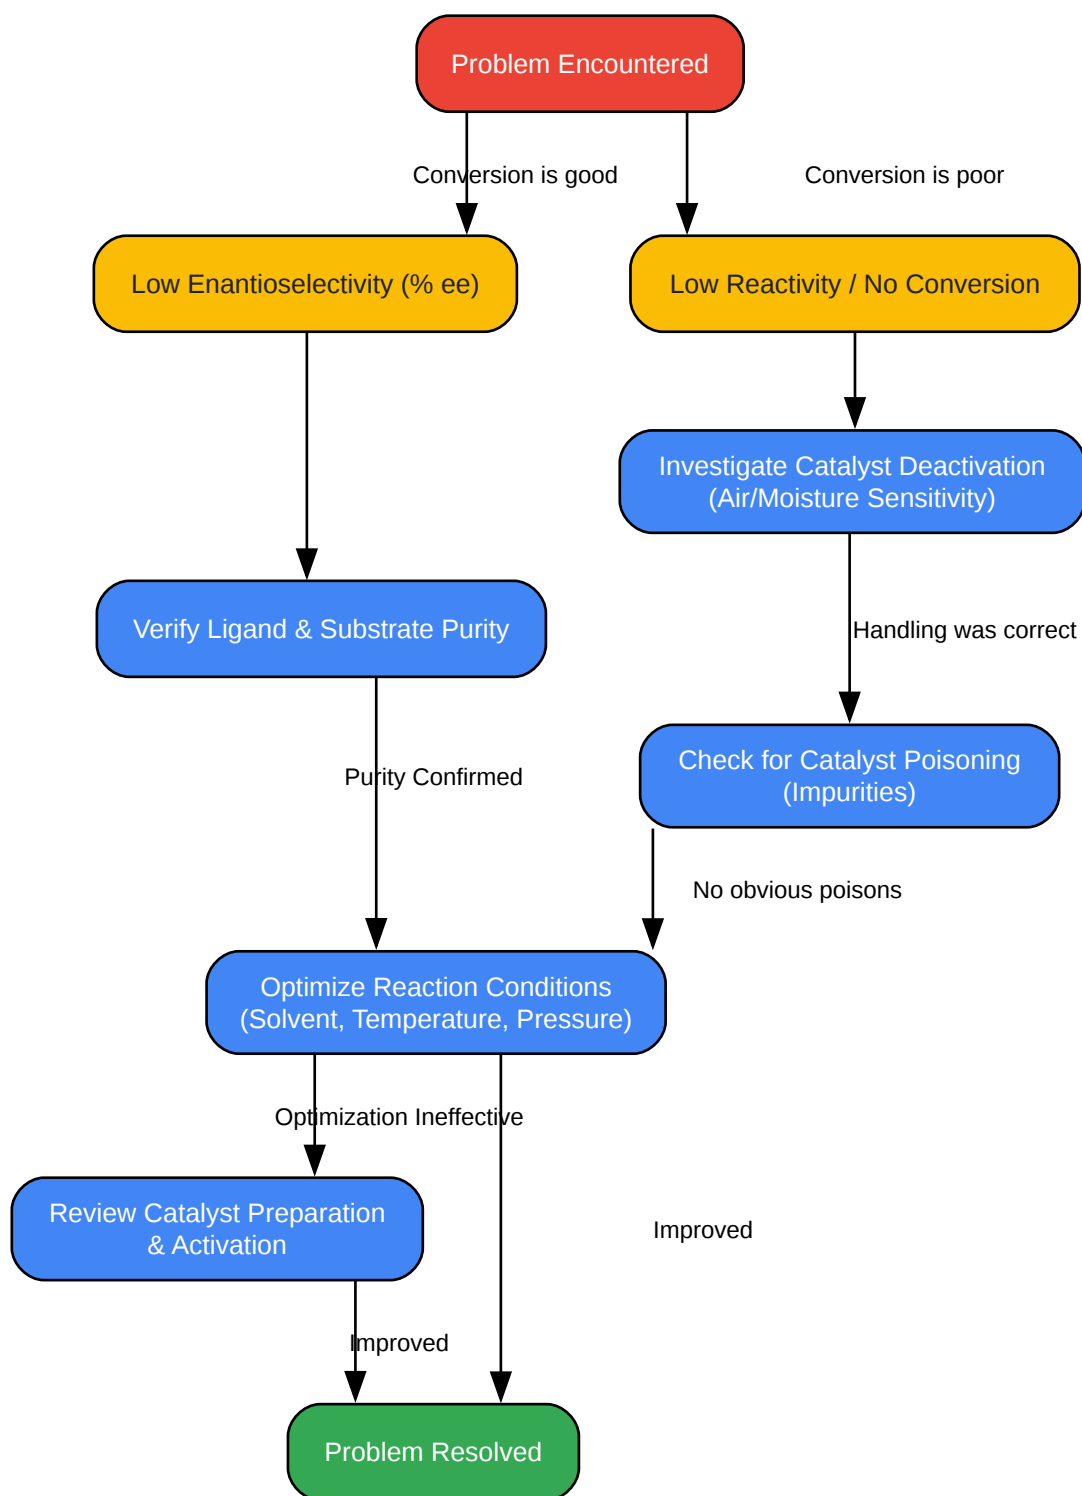 Problem Encountered
Conversion is good
Conversion is poor
Low Enantioselectivity (% ee)
Low Reactivity / No Conversion
Investigate Catalyst Deactivation
(Air/Moisture Sensitivity)
Verify Ligand & Substrate Purity
Handling was correct
Purity Confirmed
Check for Catalyst Poisoning
(Impurities)
No obvious poisons
Optimize Reaction Conditions
(Solvent, Temperature, Pressure)
Optimization Ineffective
Review Catalyst Preparation
& Activation
Improved
Improved
Problem Resolved